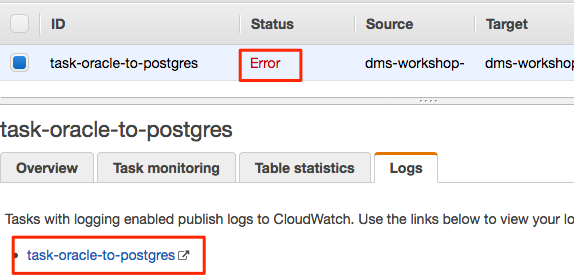 ID Status Source Target
task-oracle-to-postgres Error dms-workshop- dms-workshop
task-oracle-to-postgres
Overview Task monitoring Table statistics Logs
Tasks with logging enabled publish logs to CloudWatch. Use the links below to view your lo
task-oracle-to-postgres